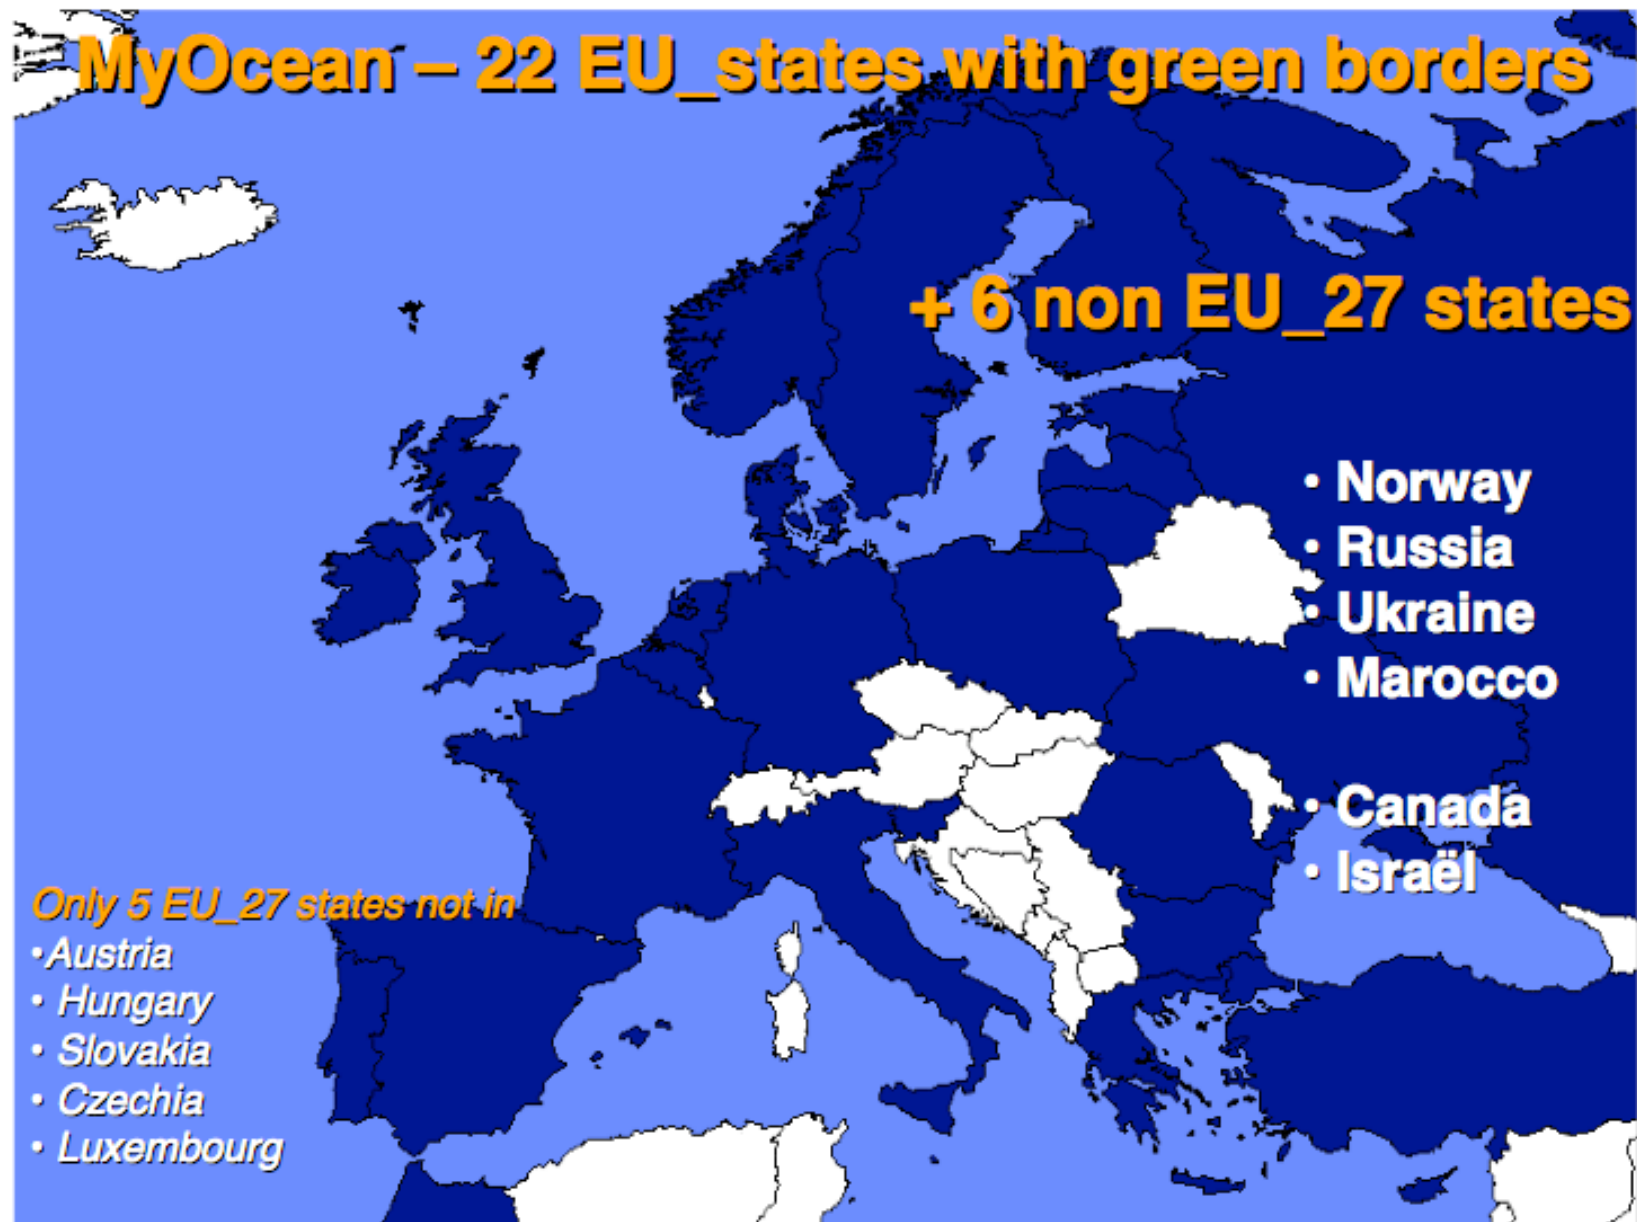 MyOcean – 22 EU_states with green borders
+ 6 non EU_27 states
• Norway
• Russia
• Ukraine
• Marocco
• Canada
• Israël
Only 5 EU_27 states not in
•Austria
• Hungary
• Slovakia
• Czechia
• Luxembourg